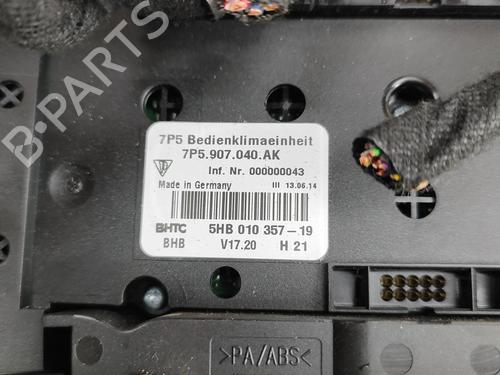 7P5 Bedienklimaeinheit
7P5.907.040.AK
Inf. Nr. 000000043
Made in Germany III 13.06.14
BHTC 5HB 010 357-19
BHB V17.20 H 21
>PA/ABS<
B-PARTS